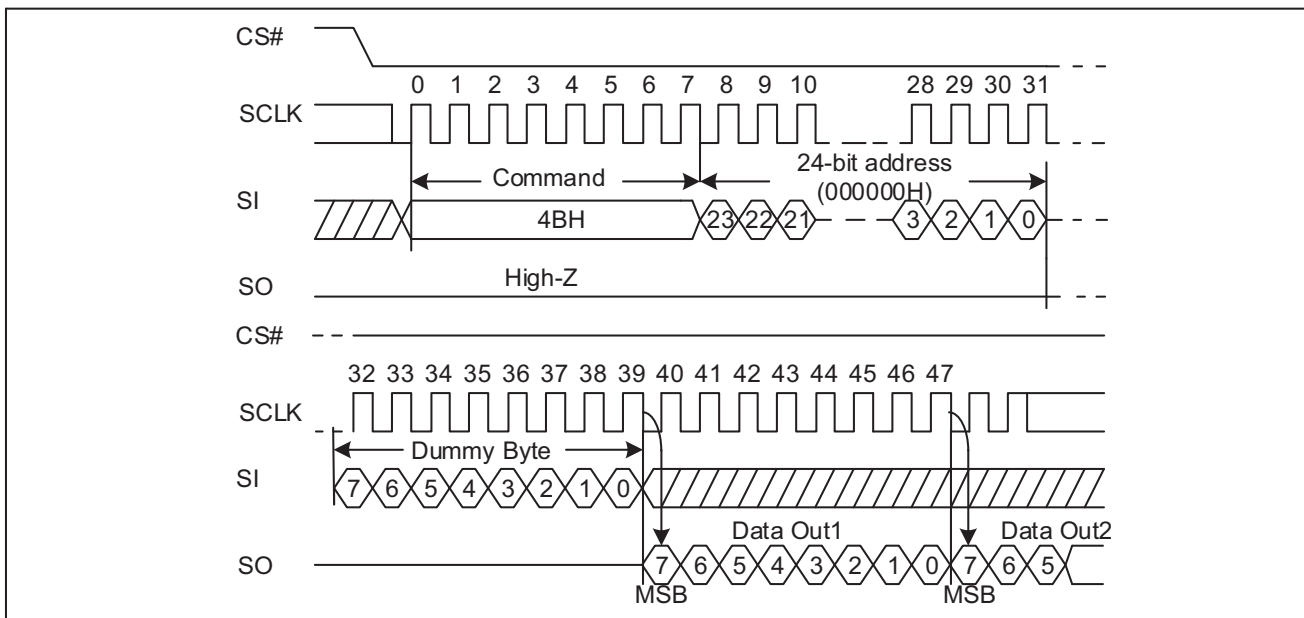 CS#
0 1 2 3 4 5 6 7 8 9 10 28 29 30 31
SCLK
Command
24-bit address
(000000H)
SI
4BH
23 22 21 3 2 1 0
High-Z
SO
CS#
32 33 34 35 36 37 38 39 40 41 42 43 44 45 46 47
SCLK
Dummy Byte
SI
7 6 5 4 3 2 1 0
Data Out1 Data Out2
SO
7 6 5 4 3 2 1 0 7 6 5
MSB MSB